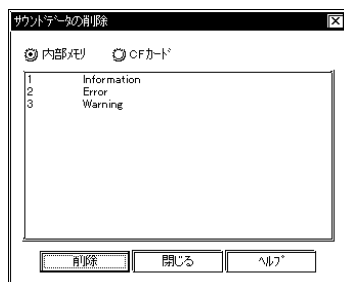 サウンドデータの削除
内部メモリ CFカード
1 Information
2 Error
3 Warning
削除 閉じる ヘルプ